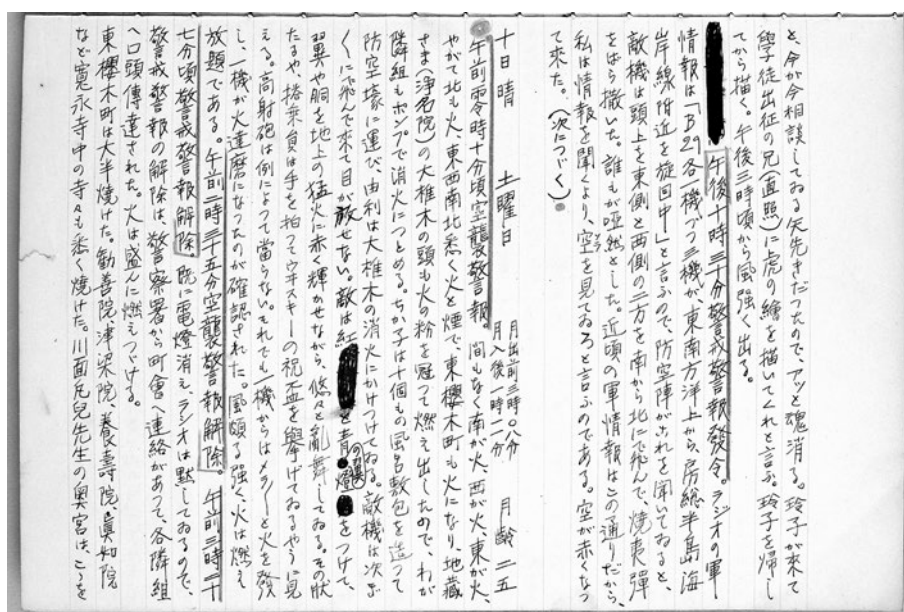 と、今が今相談してゐる矢先きだつたので、アッと魂消る。玲子が来て
學徒出征の兄(直照)に虎の繪を描いてくれと言ふ。玲子を帰し
てから描く。午後三時頃から風強く出る。
午後十時三十分警戒警報發令。ラジオの軍
情報は「B29各一機づつ三機が、東南方洋上から、房総半島海
岸線附近を旋回中」と言ふので、防空陣がこれを聞いてゐると、
敵機は頭上を東側と西側の二方を南から北に飛んで、焼夷彈
をばら撒いた。誰もが唖然とした。近頃の軍情報はこの通りだから、
私は情報を聞くより、空を見てゐろと言ふのである。空が赤くなつ
ソラ
て来た。(次につづく)
十日 晴 土曜日 月出前三時〇八分 月入後一時一一分 月齢二五
午前零時十分頃空襲警報。間もなく南が火、西が火、東が火、
やがて北も火、東西南北悉く火と煙で、東櫻木町も火になり、地藏
さま(浄名院)の大椎木の頭も火の粉を冠つて燃え出したので、わが
隣組もポンプで消火につとめる。ちか子は十個もの風呂敷包を造つて
防空壕に運び、由利は大椎木の消火にかけつけてゐる。敵機は次ぶ
くに飛んで来て目が放せない。敵は紅と青の燈をつけて、
翼や胴を地上の猛火に赤く輝かせながら、悠々と亂舞してゐる。その狀
たるや、搭乗員は手を拍つてウヰスキーの祝盃を擧げてゐるやうに見
える。高射砲は例によつて當らない。それでも一機からはメラメラと火を發
し、一機が火達磨になつたのが確認された。風頗る強く、火は燃え
放題である。午前二時三十五分空襲警報解除。午前三時二十
七分頃警戒警報解除。既に電燈消え、ラジオは默してゐるので、
警戒警報の解除は、警察署から町會へ連絡があつて、各隣組
へ口頭傳達された。火は盛んに燃えつづける。
東櫻木町は大半焼けた。勸善院、津梁院、養壽院、眞如院
など寛永寺中の寺々も悉く焼けた。川面凡兒先生の奥宮は、こゝを